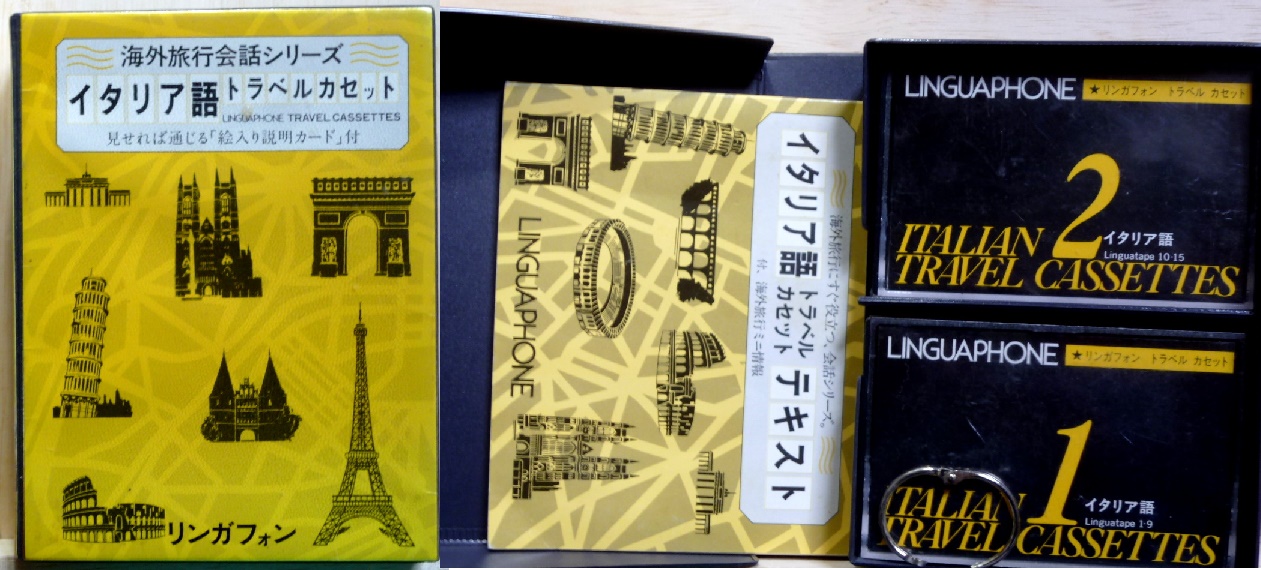 海外旅行会話シリーズ
イタリア語トラベルカセット
LINGUAPHONE TRAVEL CASSETTES
見せれば通じる「絵入り説明カード」付
リンガフォン
海外旅行にすぐ役立つ、会話シリーズ。
イタリア語トラベルカセットテキスト
付、海外旅行ミニ情報
LINGUAPHONE
LINGUAPHONE ★リンガフォン トラベル カセット
2
イタリア語
Linguatape 10-15
ITALIAN
TRAVEL CASSETTES
LINGUAPHONE ★リンガフォン トラベル カセット
1
イタリア語
Linguatape 1-9
ITALIAN
TRAVEL CASSETTES